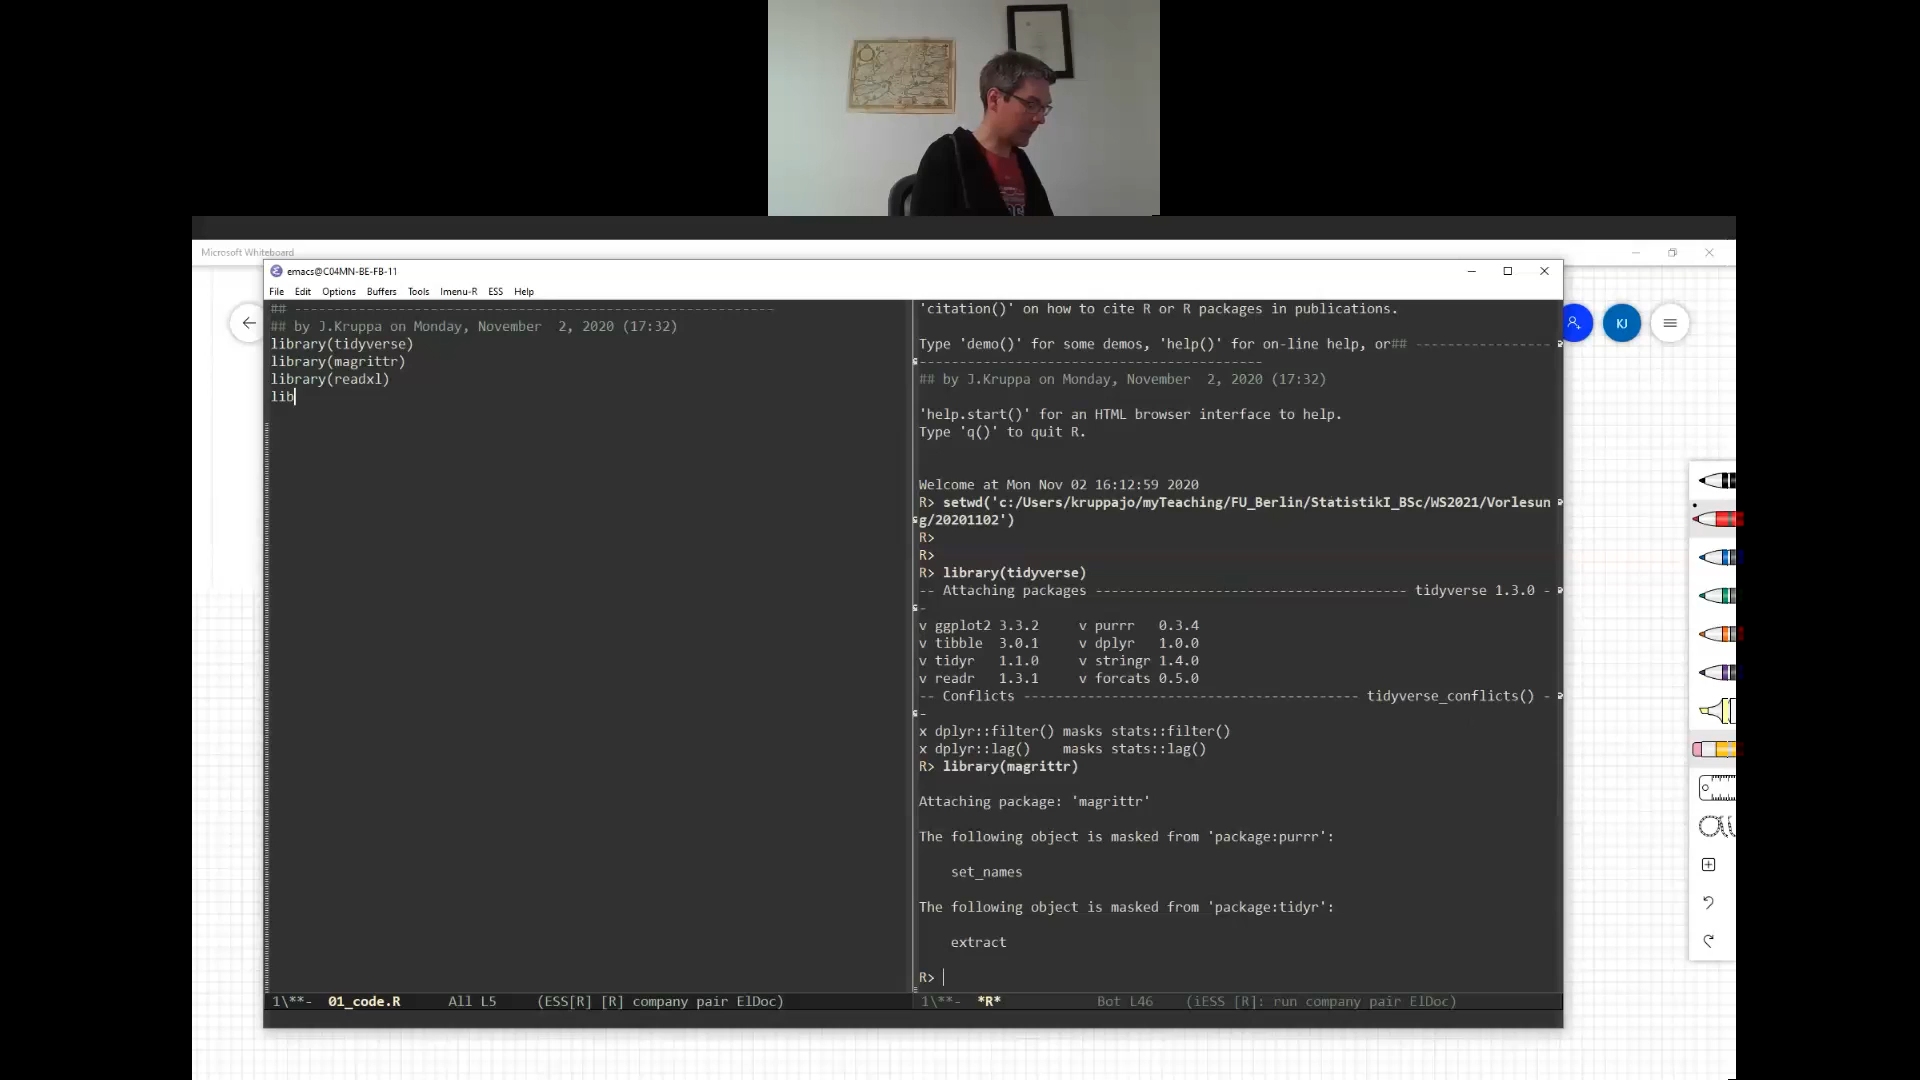 Microsoft Whiteboard
emacs@C04MN-BE-FB-11
File Edit Options Buffers Tools Imenu-R ESS Help
## ------------------------------------------------------------
## by J.Kruppa on Monday, November  2, 2020 (17:32)
library(tidyverse)
library(magrittr)
library(readxl)
lib
1\**-  01_code.R      All L5     (ESS[R] [R] company pair ElDoc)
'citation()' on how to cite R or R packages in publications.
Type 'demo()' for some demos, 'help()' for on-line help, or## -----------------
-------------------------------------------
## by J.Kruppa on Monday, November  2, 2020 (17:32)
'help.start()' for an HTML browser interface to help.
Type 'q()' to quit R.
Welcome at Mon Nov 02 16:12:59 2020
R> setwd('c:/Users/kruppajo/myTeaching/FU_Berlin/StatistikI_BSc/WS2021/Vorlesun
g/20201102')
R>
R>
R> library(tidyverse)
-- Attaching packages --------------------------------------- tidyverse 1.3.0 -
-
v ggplot2 3.3.2     v purrr   0.3.4
v tibble  3.0.1     v dplyr   1.0.0
v tidyr   1.1.0     v stringr 1.4.0
v readr   1.3.1     v forcats 0.5.0
-- Conflicts ------------------------------------------ tidyverse_conflicts() -
-
x dplyr::filter() masks stats::filter()
x dplyr::lag()    masks stats::lag()
R> library(magrittr)
Attaching package: 'magrittr'
The following object is masked from 'package:purrr':
set_names
The following object is masked from 'package:tidyr':
extract
R>
1\**-  *R*            Bot L46    (iESS [R]: run company pair ElDoc)
KJ